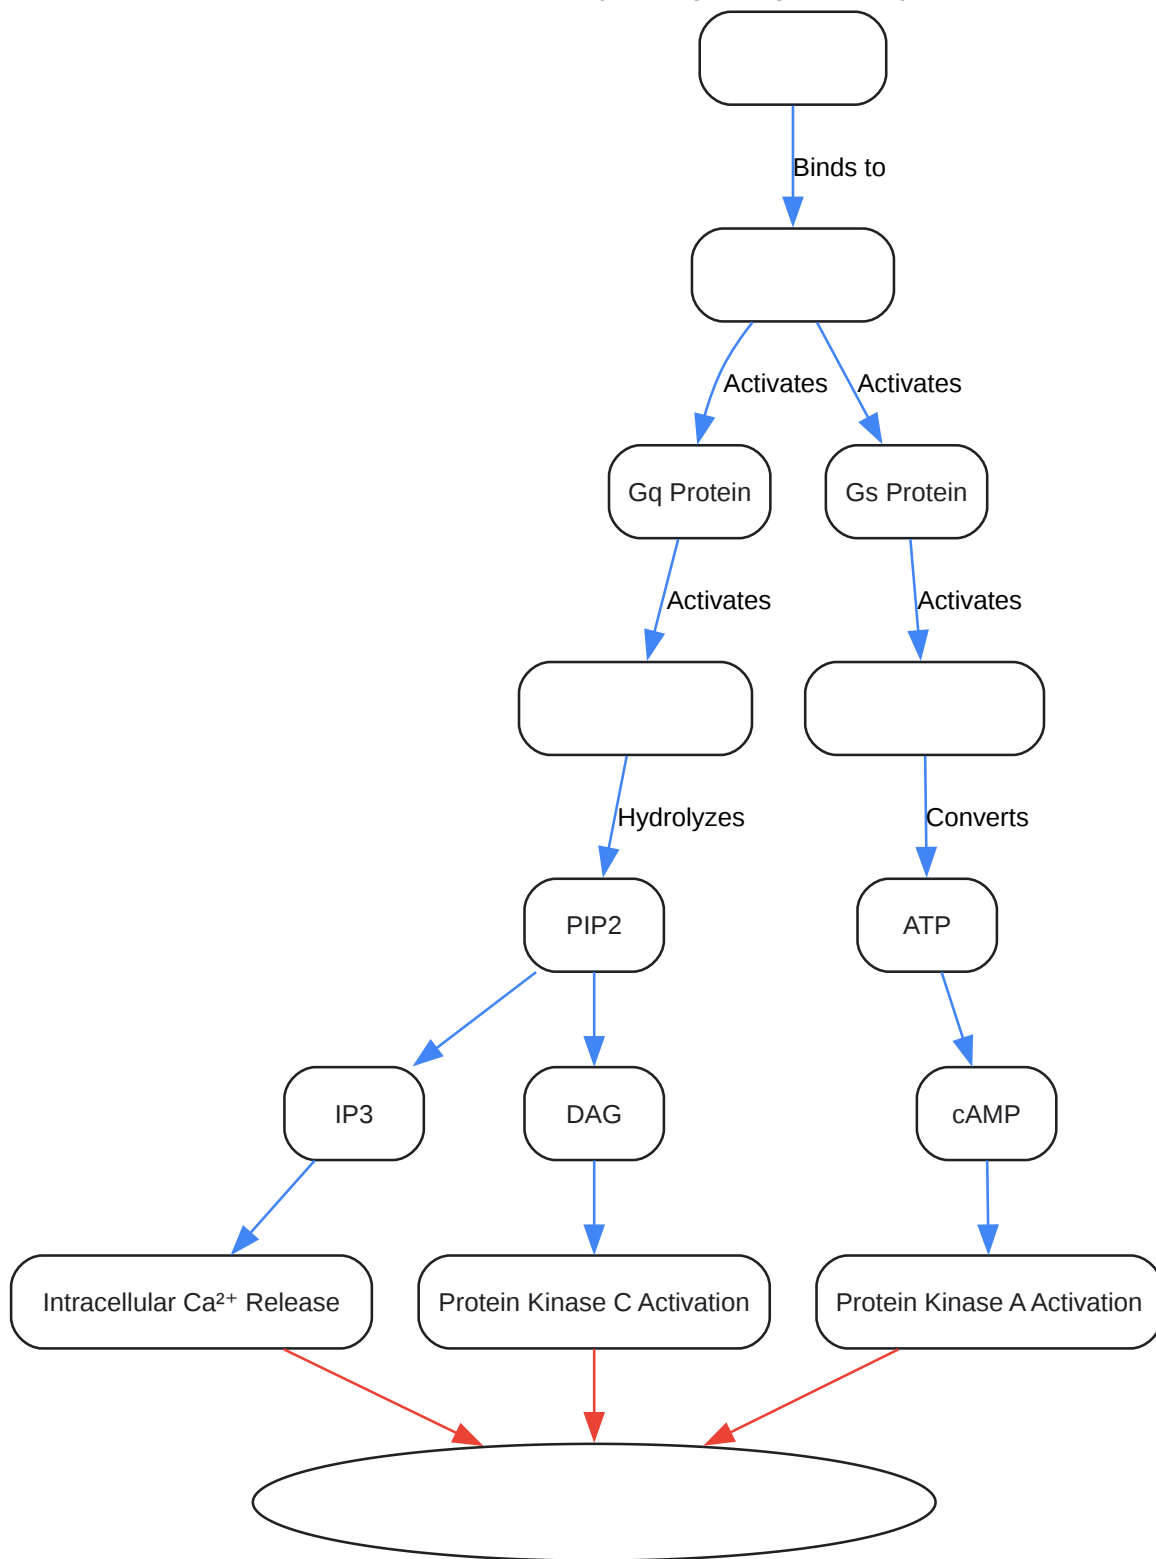 Binds to
Activates
Activates
Gq Protein
Gs Protein
Activates
Activates
Hydrolyzes
Converts
PIP2
ATP
IP3
DAG
cAMP
Intracellular Ca²⁺ Release
Protein Kinase C Activation
Protein Kinase A Activation